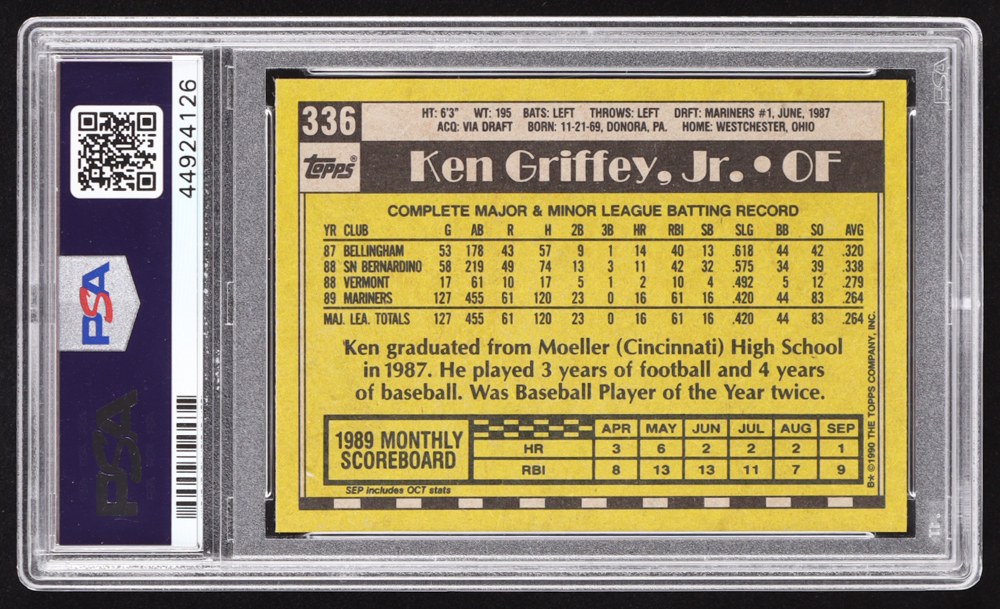 44924126
PSA
PSA
336
HT: 6'3" WT: 195 BATS: LEFT THROWS: LEFT DRFT: MARINERS #1, JUNE, 1987
ACQ: VIA DRAFT BORN: 11-21-69, DONORA, PA. HOME: WESTCHESTER, OHIO
Topps®
Ken Griffey, Jr. • OF
COMPLETE MAJOR & MINOR LEAGUE BATTING RECORD
YR CLUB G AB R H 2B 3B HR RBI SB SLG BB SO AVG
87 BELLINGHAM 53 178 43 57 9 1 14 40 13 .618 44 42 .320
88 SN BERNARDINO 58 219 49 74 13 3 11 42 32 .575 34 39 .338
88 VERMONT 17 61 10 17 5 1 2 10 4 .492 5 12 .279
89 MARINERS 127 455 61 120 23 0 16 61 16 .420 44 83 .264
MAJ. LEA. TOTALS 127 455 61 120 23 0 16 61 16 .420 44 83 .264
Ken graduated from Moeller (Cincinnati) High School
in 1987. He played 3 years of football and 4 years
of baseball. Was Baseball Player of the Year twice.
1989 MONTHLY
SCOREBOARD
APR MAY JUN JUL AUG SEP
HR 3 6 2 2 2 1
RBI 8 13 13 11 7 9
SEP includes OCT stats
B* ©1990 THE TOPPS COMPANY, INC.
PSA